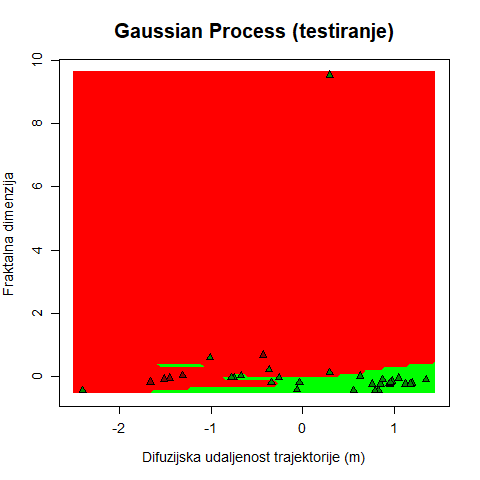 Gaussian Process (testiranje)
Fraktalna dimenzija
10
8
6
4
2
0
-2 -1 0 1
Difuzijska udaljenost trajektorije (m)